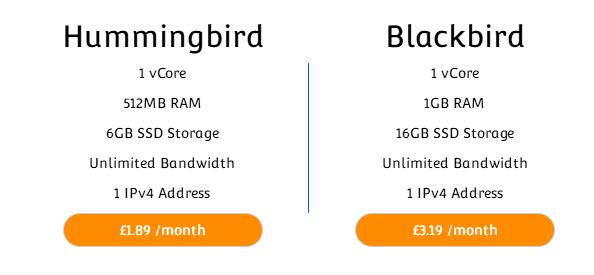 Hummingbird
1 vCore
512MB RAM
6GB SSD Storage
Unlimited Bandwidth
1 IPv4 Address
£1.89 /month
Blackbird
1 vCore
1GB RAM
16GB SSD Storage
Unlimited Bandwidth
1 IPv4 Address
£3.19 /month